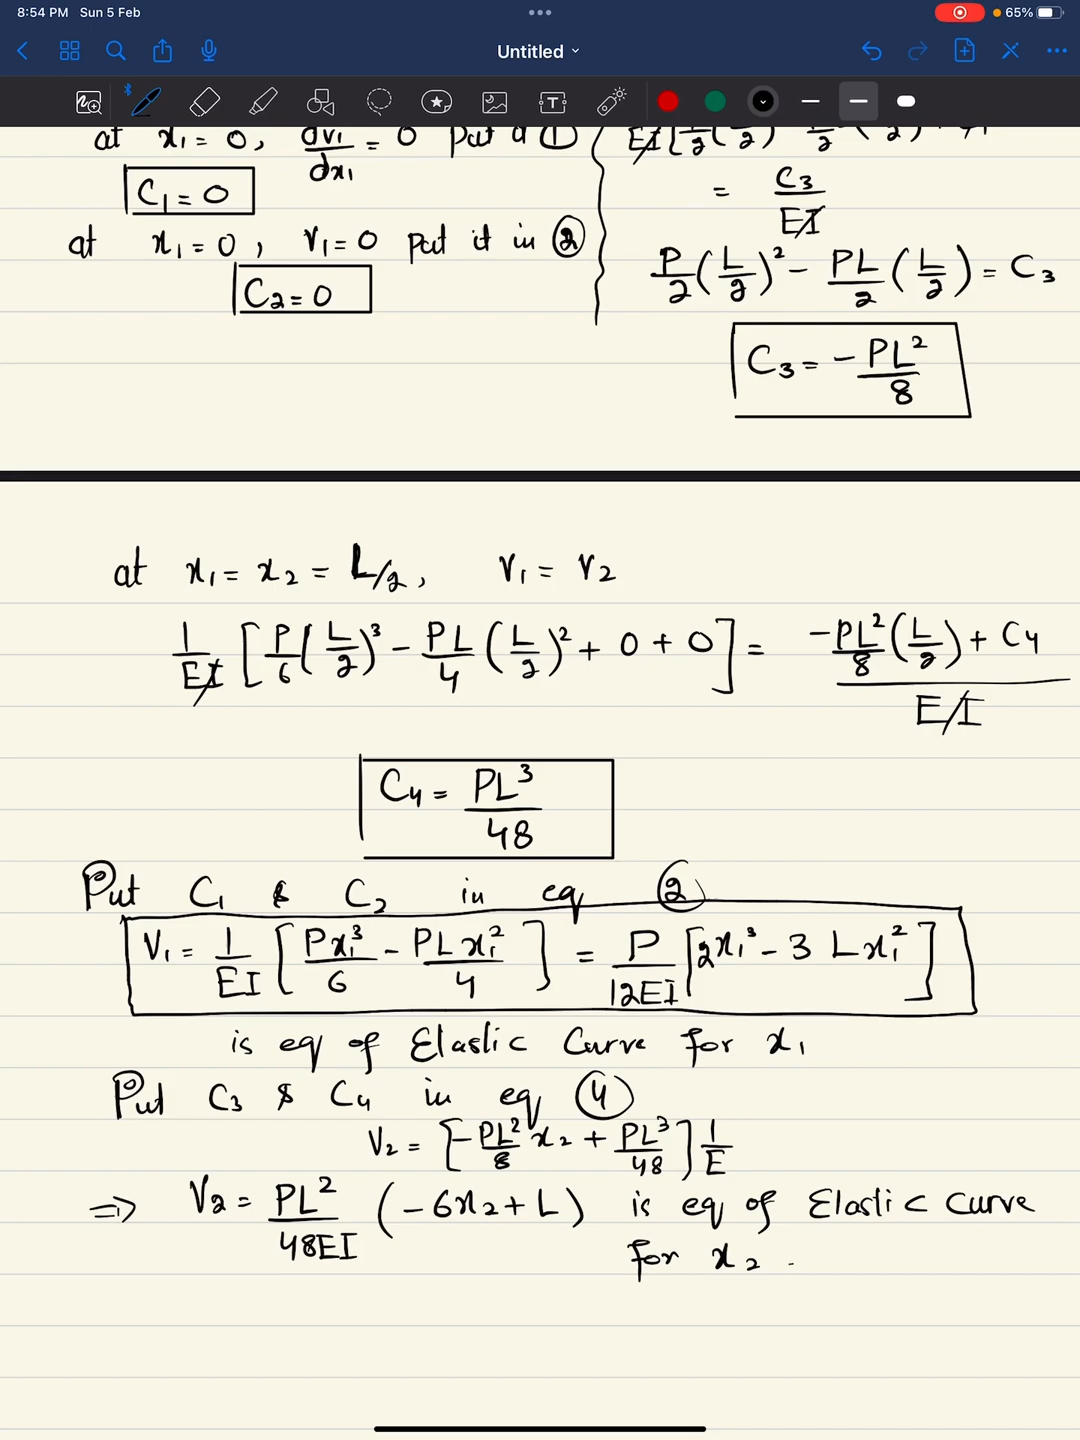 8:54 PM Sun 5 Feb
65%
Untitled
at x₁ = 0, dv₁/dx₁ = 0 Put
C₁ = 0
at x₁ = 0, v₁ = 0 put it in ②
C₂ = 0
= C₃/EI
P/2 (L/2)² - PL/2 (L/2) = C₃
C₃ = - PL²/8
at x₁ = x₂ = L/2, v₁ = v₂
1/EI [P/6 (L/2)³ - PL/4 (L/2)² + 0 + 0] = (-PL²/8 (L/2) + C₄)/EI
C₄ = PL³/48
Put C₁ & C₂ in eq ②
V₁ = 1/EI [Px₁³/6 - PLx₁²/4] = P/12EI [2x₁³ - 3 Lx₁²]
is eq of Elastic Curve for x₁
Put C₃ & C₄ in eq ④
V₂ = [-PL²/8 x₂ + PL³/48] 1/E
⇒ V₂ = PL²/48EI (-6x₂ + L) is eq of Elastic Curve
for x₂ .